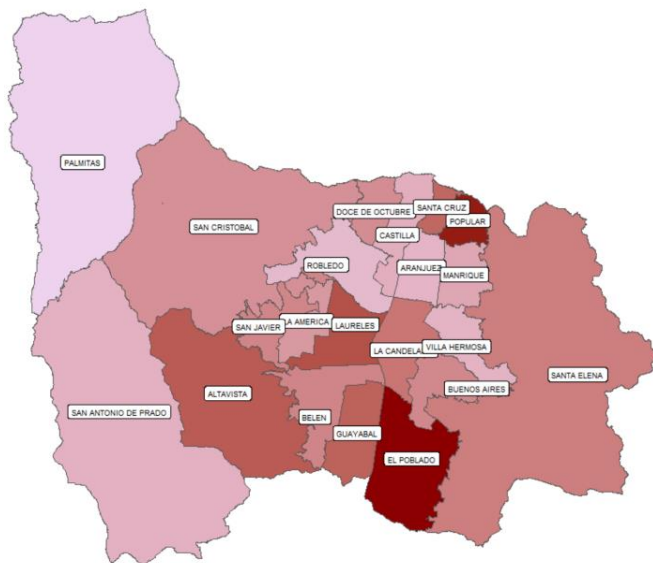 PALMITAS
SAN CRISTOBAL
DOCE DE OCTUBRE
SANTA CRUZ
POPULAR
CASTILLA
ROBLEDO
ARANJUEZ
MANRIQUE
SAN JAVIER
LA AMERICA
LAURELES
LA CANDELARIA
VILLA HERMOSA
BUENOS AIRES
SANTA ELENA
ALTAVISTA
SAN ANTONIO DE PRADO
BELEN
GUAYABAL
EL POBLADO